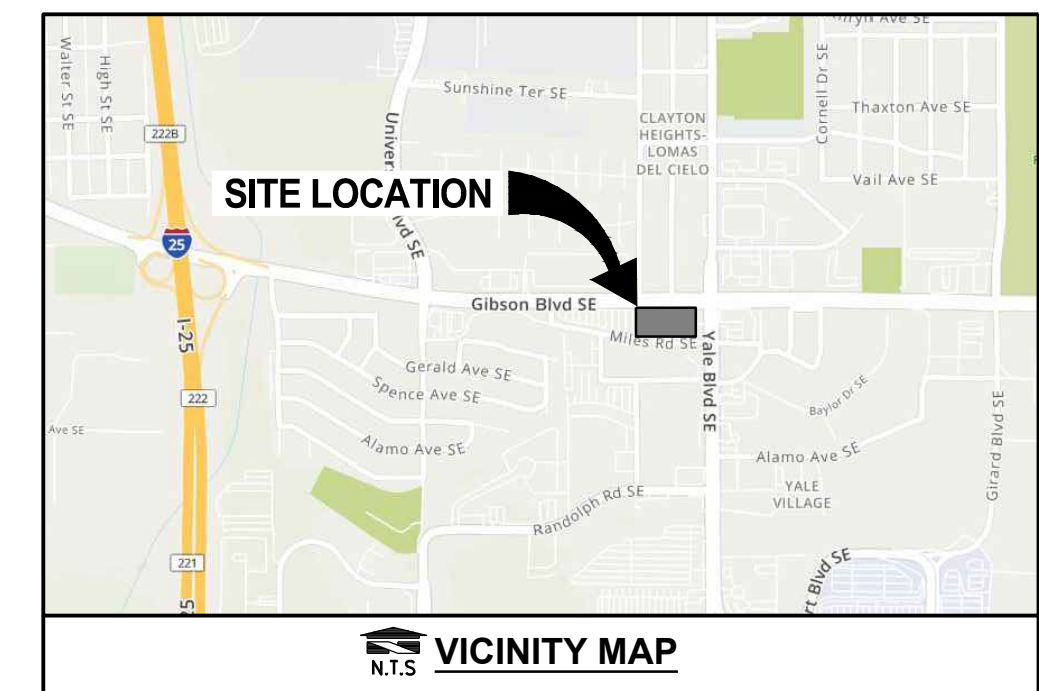 Walter St SE
High St SE
222B
Sunshine Ter SE
CLAYTON
HEIGHTS-
LOMAS
DEL CIELO
Cornell Dr SE
Thaxton Ave SE
Vail Ave SE
SITE LOCATION
25
I-25
Gibson Blvd SE
Miles Rd SE
Yale Blvd SE
Gerald Ave SE
Spence Ave SE
222
Ave SE
Alamo Ave SE
Baylor Dr SE
Alamo Ave SE
Girard Blvd SE
YALE
VILLAGE
Randolph Rd SE
221
25
N.T.S
VICINITY MAP